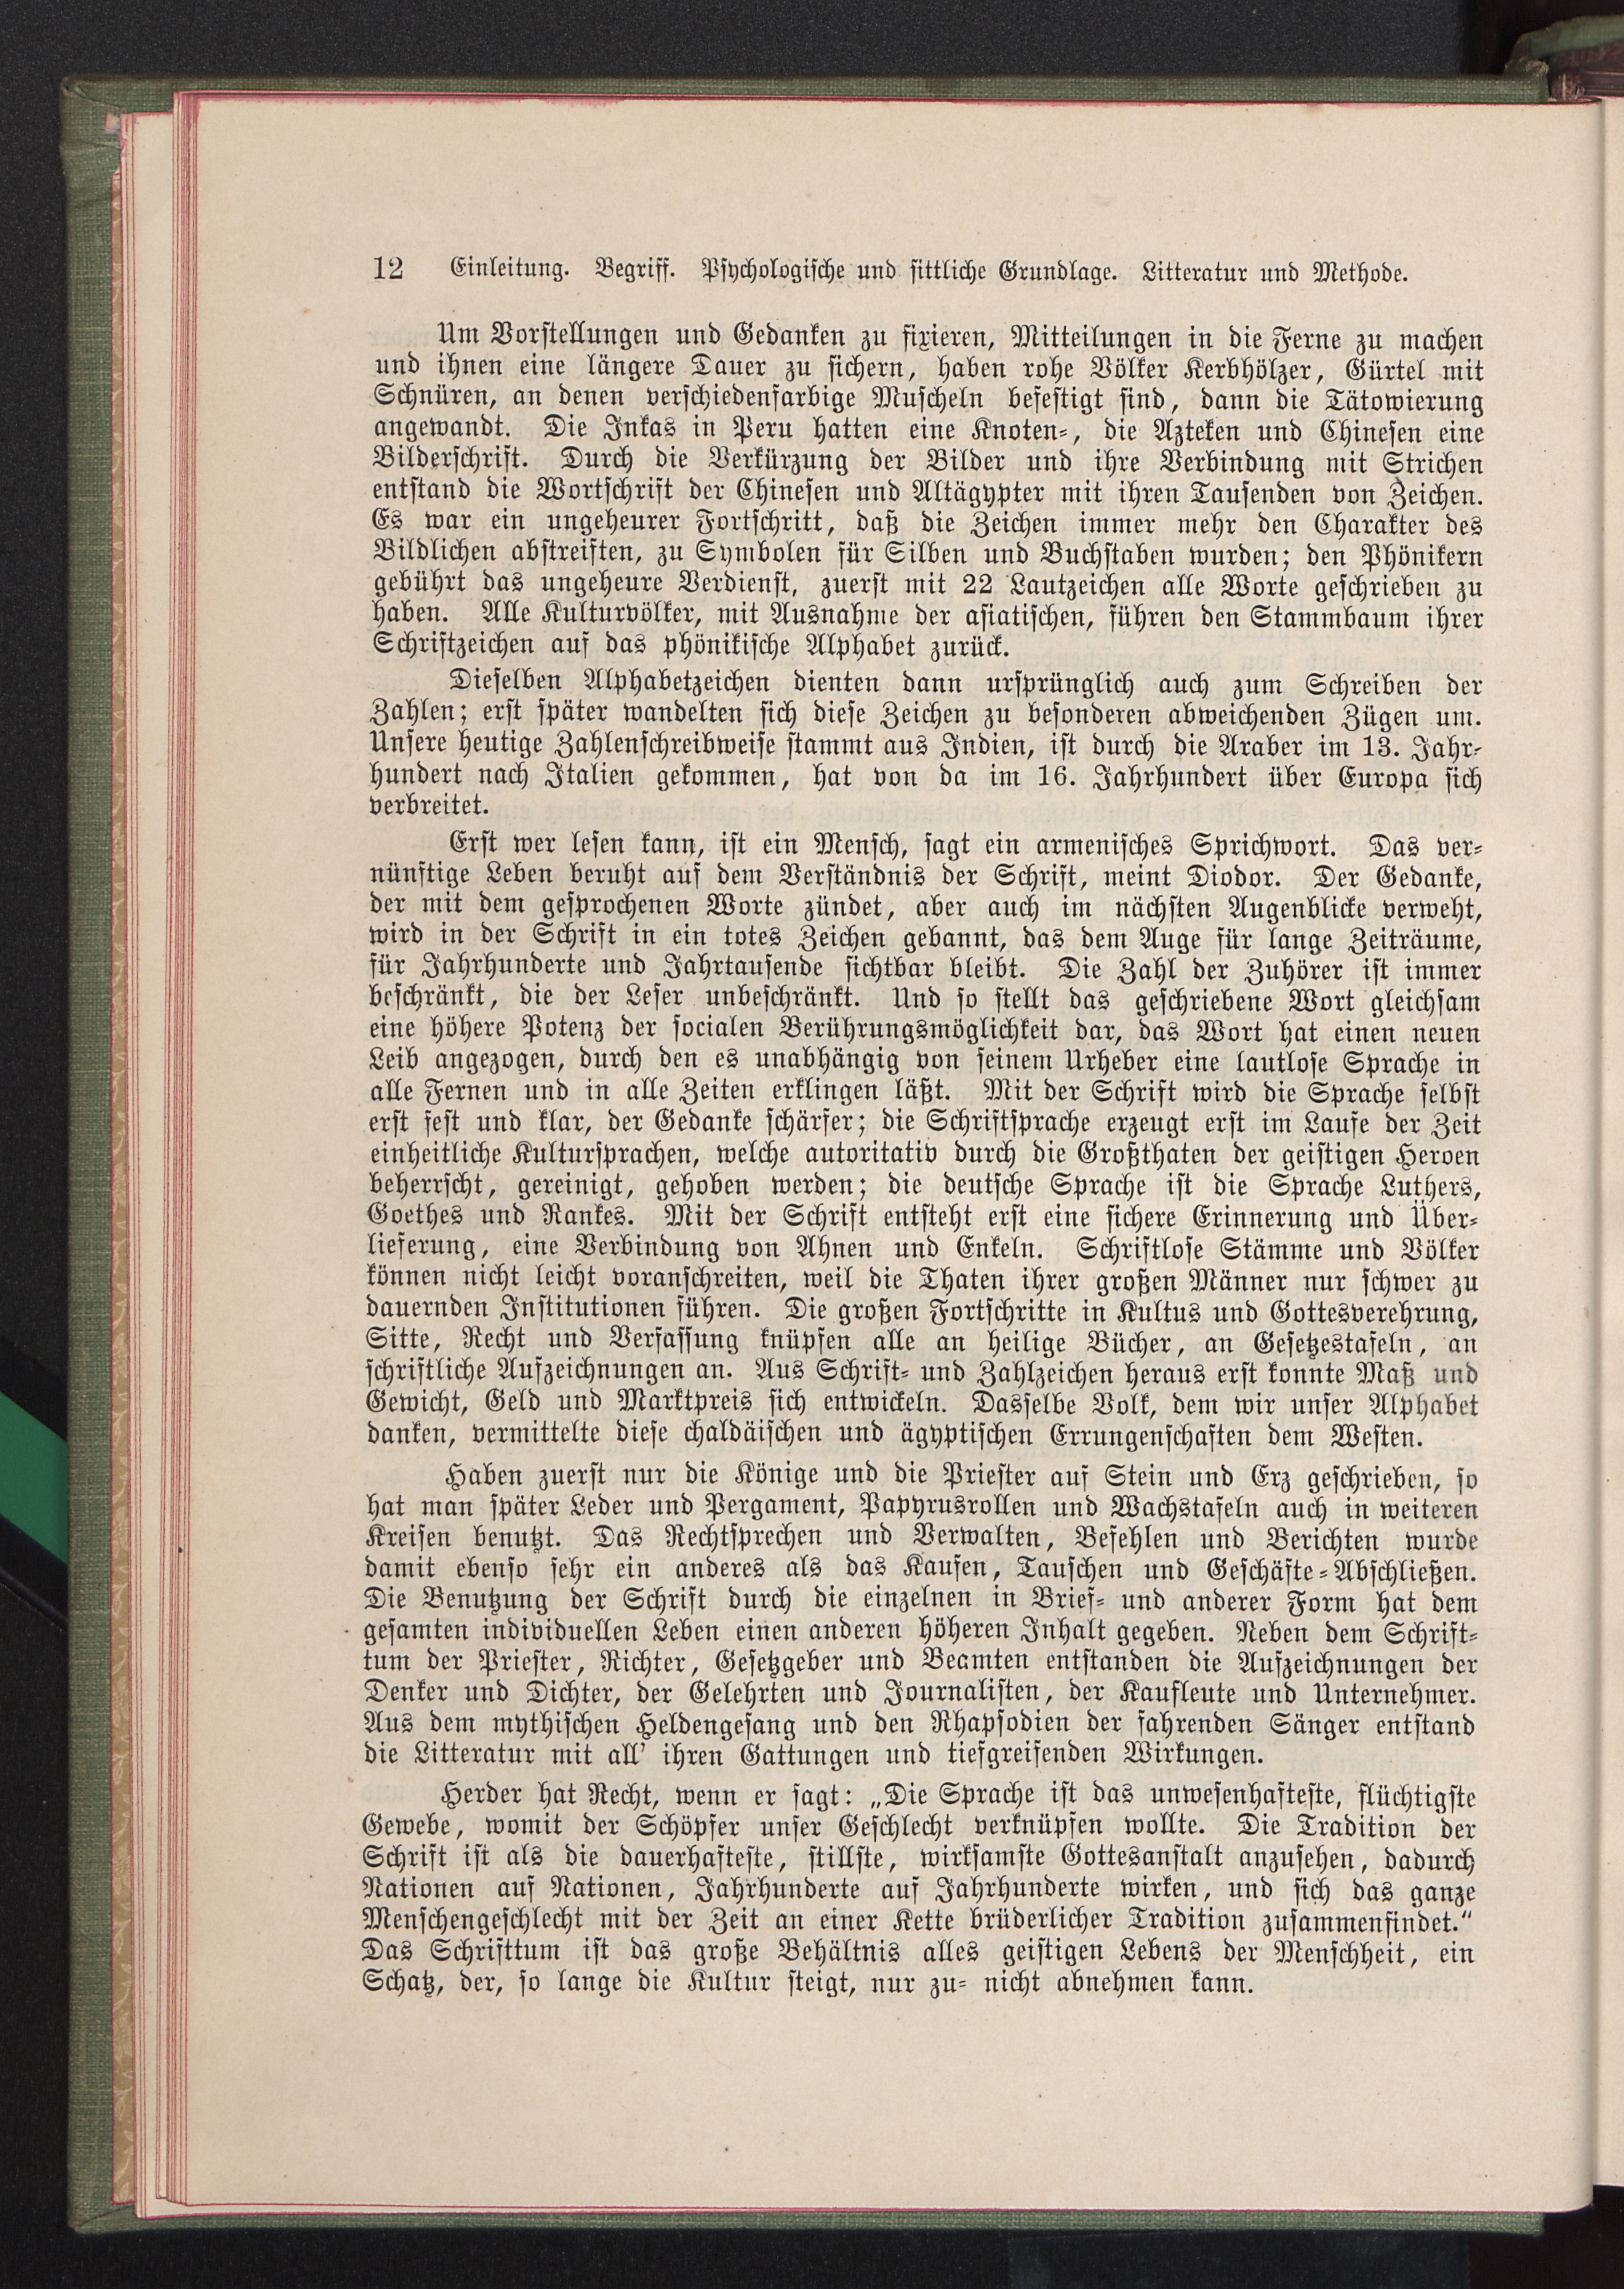 12 Einleitung. Begriff. Psychologische und sittliche Grundlage. Litteratur und Methode.
Um Vorstellungen und Gedanken zu fixieren, Mitteilungen in die Ferne zu machen
und ihnen eine längere Dauer zu sichern, haben rohe Völker Kerbhölzer, Gürtel mit
Schnüren, an denen verschiedenfarbige Muscheln befestigt sind, dann die Tätowierung
angewandt. Die Inkas in Peru hatten eine Knoten-, die Azteken und Chinesen eine
Bilderschrift. Durch die Verkürzung der Bilder und ihre Verbindung mit Strichen
entstand die Wortschrift der Chinesen und Altägypter mit ihren Tausenden von Zeichen.
Es war ein ungeheurer Fortschritt, daß die Zeichen immer mehr den Charakter des
Bildlichen abstreiften, zu Symbolen für Silben und Buchstaben wurden; den Phönikern
gebührt das ungeheure Verdienst, zuerst mit 22 Lautzeichen alle Worte geschrieben zu
haben. Alle Kulturvölker, mit Ausnahme der asiatischen, führen den Stammbaum ihrer
Schriftzeichen auf das phönikische Alphabet zurück.
Dieselben Alphabetzeichen dienten dann ursprünglich auch zum Schreiben der
Zahlen; erst später wandelten sich diese Zeichen zu besonderen abweichenden Zügen um.
Unsere heutige Zahlenschreibweise stammt aus Indien, ist durch die Araber im 13. Jahr-
hundert nach Italien gekommen, hat von da im 16. Jahrhundert über Europa sich
verbreitet.
Erst wer lesen kann, ist ein Mensch, sagt ein armenisches Sprichwort. Das ver-
nünftige Leben beruht auf dem Verständnis der Schrift, meint Diodor. Der Gedanke,
der mit dem gesprochenen Worte zündet, aber auch im nächsten Augenblicke verweht,
wird in der Schrift in ein totes Zeichen gebannt, das dem Auge für lange Zeiträume,
für Jahrhunderte und Jahrtausende sichtbar bleibt. Die Zahl der Zuhörer ist immer
beschränkt, die der Leser unbeschränkt. Und so stellt das geschriebene Wort gleichsam
eine höhere Potenz der socialen Berührungsmöglichkeit dar, das Wort hat einen neuen
Leib angezogen, durch den es unabhängig von seinem Urheber eine lautlose Sprache in
alle Fernen und in alle Zeiten erklingen läßt. Mit der Schrift wird die Sprache selbst
erst fest und klar, der Gedanke schärfer; die Schriftsprache erzeugt erst im Laufe der Zeit
einheitliche Kultursprachen, welche autoritativ durch die Großthaten der geistigen Heroen
beherrscht, gereinigt, gehoben werden; die deutsche Sprache ist die Sprache Luthers,
Goethes und Rankes. Mit der Schrift entsteht erst eine sichere Erinnerung und Über-
lieferung, eine Verbindung von Ahnen und Enkeln. Schriftlose Stämme und Völker
können nicht leicht voranschreiten, weil die Thaten ihrer großen Männer nur schwer zu
dauernden Institutionen führen. Die großen Fortschritte in Kultus und Gottesverehrung,
Sitte, Recht und Verfassung knüpfen alle an heilige Bücher, an Gesetzestafeln, an
schriftliche Aufzeichnungen an. Aus Schrift- und Zahlzeichen heraus erst konnte Maß und
Gewicht, Geld und Marktpreis sich entwickeln. Dasselbe Volk, dem wir unser Alphabet
danken, vermittelte diese chaldäischen und ägyptischen Errungenschaften dem Westen.
Haben zuerst nur die Könige und die Priester auf Stein und Erz geschrieben, so
hat man später Leder und Pergament, Papyrusrollen und Wachstafeln auch in weiteren
Kreisen benutzt. Das Rechtsprechen und Verwalten, Befehlen und Berichten wurde
damit ebenso sehr ein anderes als das Kaufen, Tauschen und Geschäfte-Abschließen.
Die Benutzung der Schrift durch die einzelnen in Brief- und anderer Form hat dem
gesamten individuellen Leben einen anderen höheren Inhalt gegeben. Neben dem Schrift-
tum der Priester, Richter, Gesetzgeber und Beamten entstanden die Aufzeichnungen der
Denker und Dichter, der Gelehrten und Journalisten, der Kaufleute und Unternehmer.
Aus dem mythischen Heldengesang und den Rhapsodien der fahrenden Sänger entstand
die Litteratur mit all' ihren Gattungen und tiefgreifenden Wirkungen.
Herder hat Recht, wenn er sagt: „Die Sprache ist das unwesenhafteste, flüchtigste
Gewebe, womit der Schöpfer unser Geschlecht verknüpfen wollte. Die Tradition der
Schrift ist als die dauerhafteste, stillste, wirksamste Gottesanstalt anzusehen, dadurch
Nationen auf Nationen, Jahrhunderte auf Jahrhunderte wirken, und sich das ganze
Menschengeschlecht mit der Zeit an einer Kette brüderlicher Tradition zusammenfindet.“
Das Schrifttum ist das große Behältnis alles geistigen Lebens der Menschheit, ein
Schatz, der, so lange die Kultur steigt, nur zu- nicht abnehmen kann.